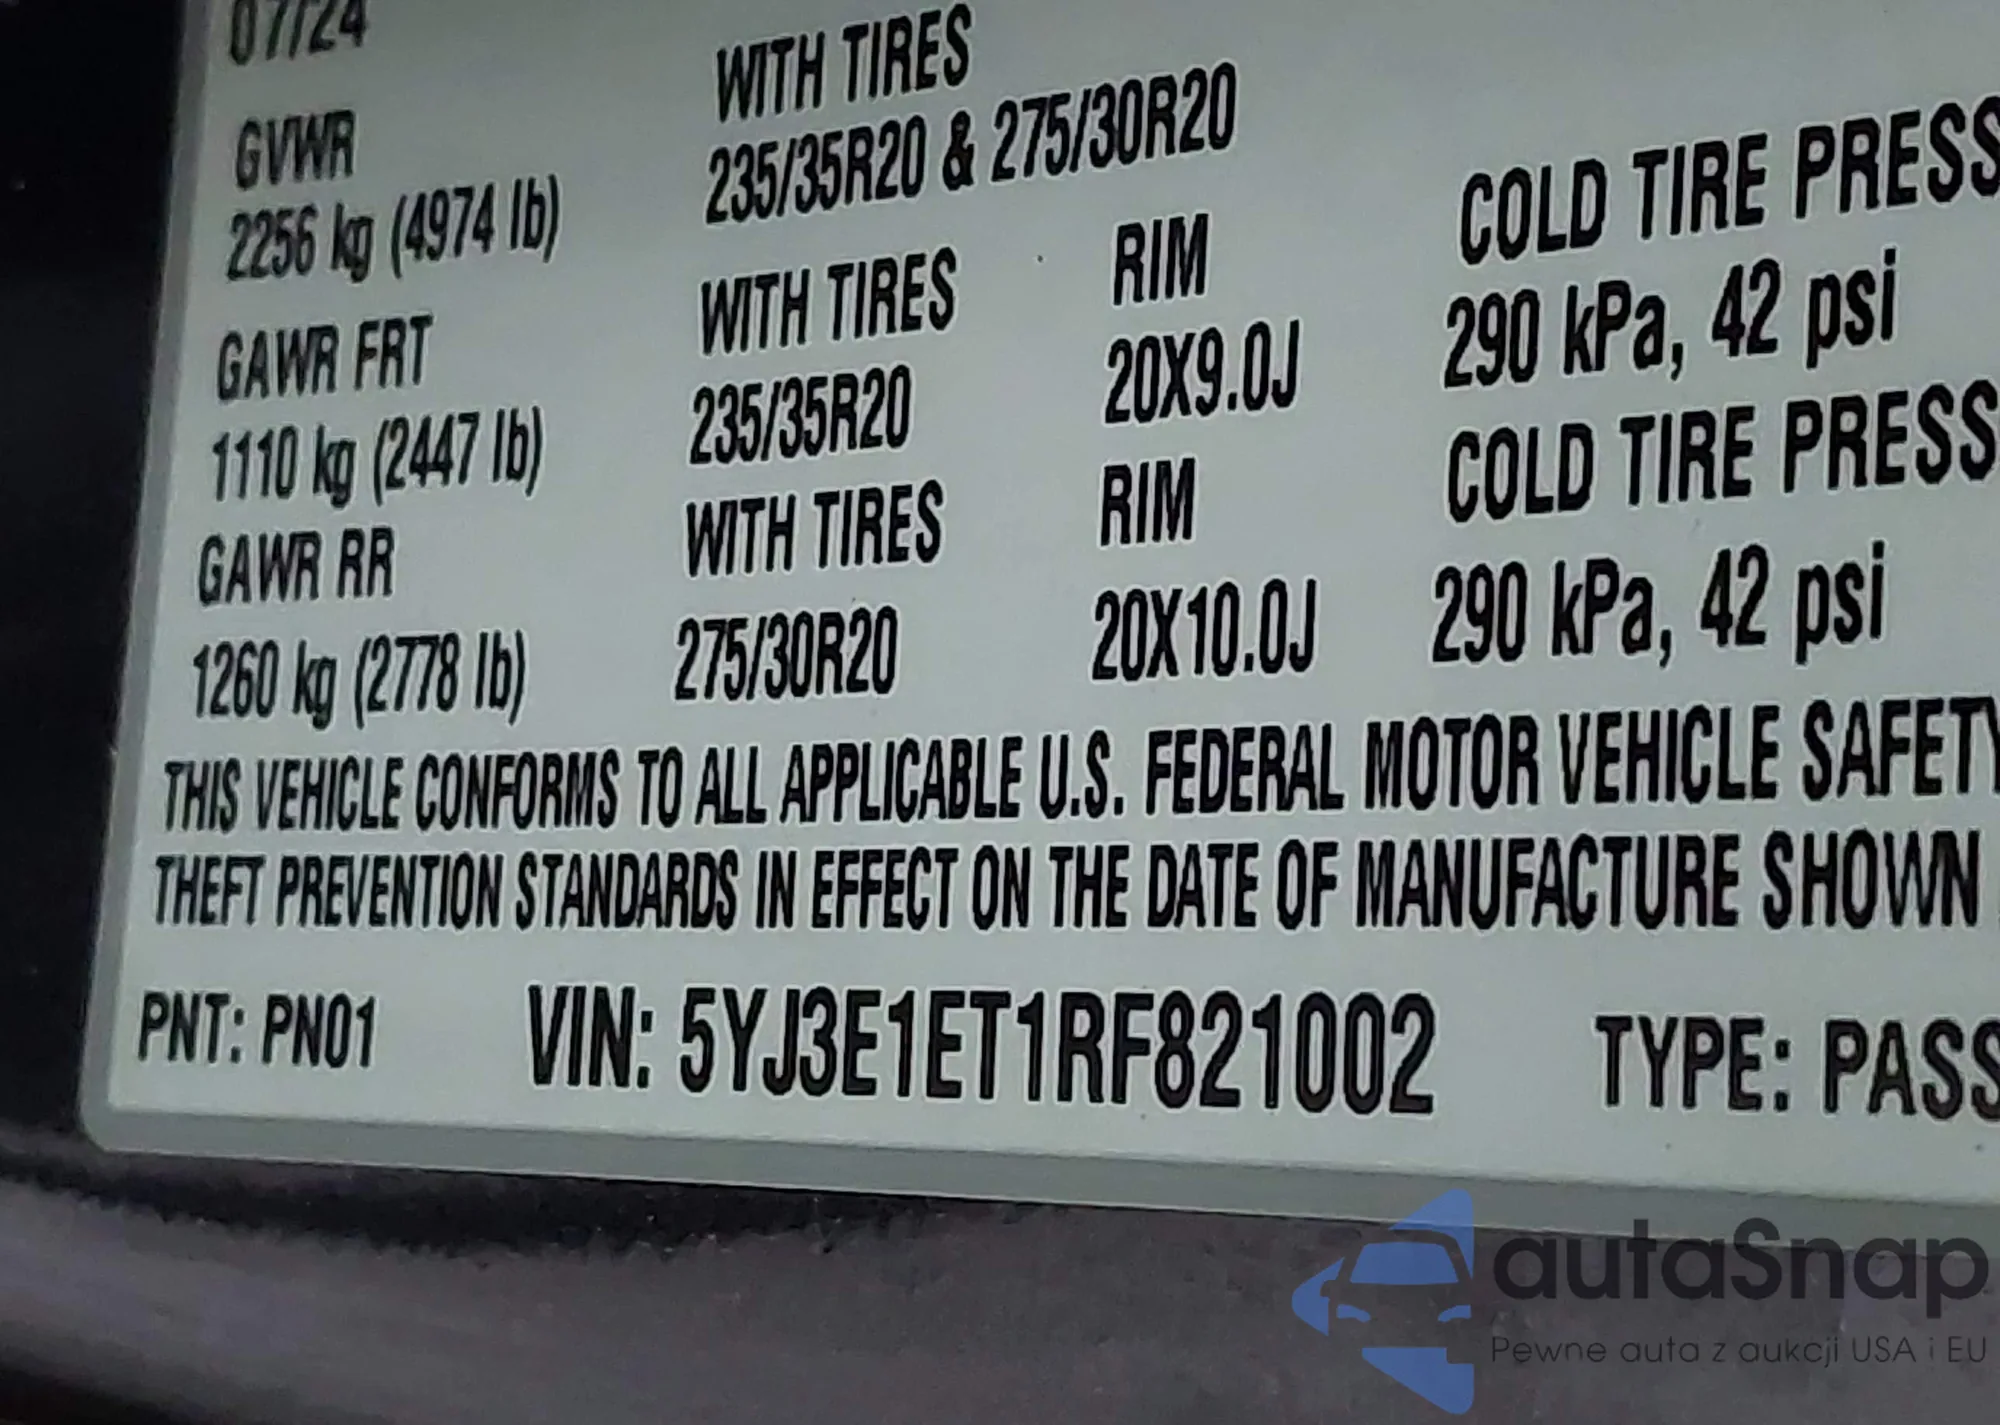 07/24
GVWR
2256 kg (4974 lb)
WITH TIRES
235/35R20 & 275/30R20
GAWR FRT
1110 kg (2447 lb)
WITH TIRES
235/35R20
RIM
20X9.0J
COLD TIRE PRESS
290 kPa, 42 psi
GAWR RR
1260 kg (2778 lb)
WITH TIRES
275/30R20
RIM
20X10.0J
COLD TIRE PRESS
290 kPa, 42 psi
THIS VEHICLE CONFORMS TO ALL APPLICABLE U.S. FEDERAL MOTOR VEHICLE SAFETY
THEFT PREVENTION STANDARDS IN EFFECT ON THE DATE OF MANUFACTURE SHOWN
PNT: PN01 VIN: 5YJ3E1ET1RF821002 TYPE: PASS
autaSnap
Pewne auta z aukcji USA i EU